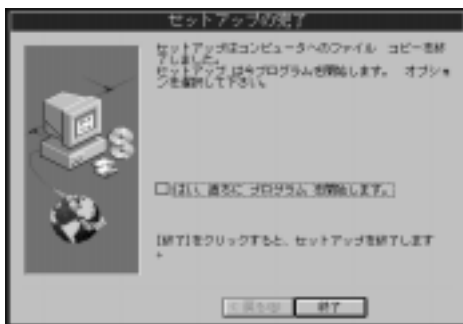 セットアップの完了
セットアップはコンピュータへのファイル コピーを終
了しました。
セットアップ は今プログラムを開始します。 オプショ
ンを選択して下さい。
はい、直ちに プログラム を開始します。
[終了]をクリックすると、セットアップを終了します
。
< 戻る(B)
終了